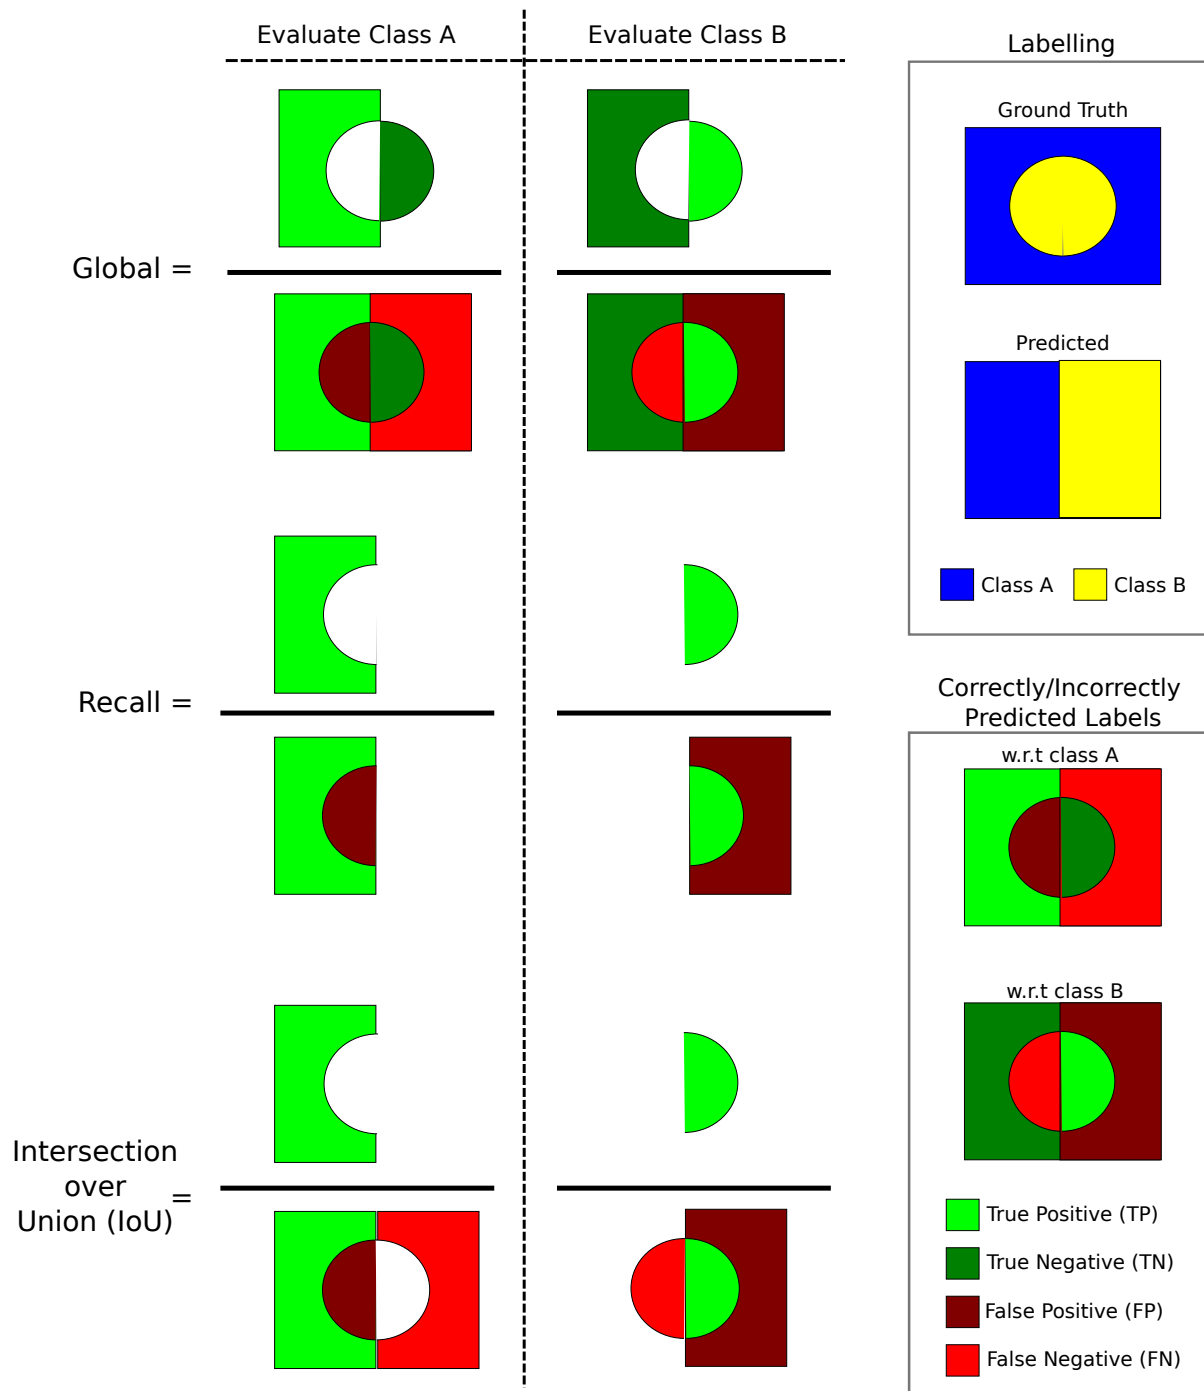 Evaluate Class A
Evaluate Class B
Global =
Recall =
Intersection
over
Union (IoU)
=
Labelling
Ground Truth
Predicted
Class A
Class B
Correctly/Incorrectly
Predicted Labels
w.r.t class A
w.r.t class B
True Positive (TP)
True Negative (TN)
False Positive (FP)
False Negative (FN)